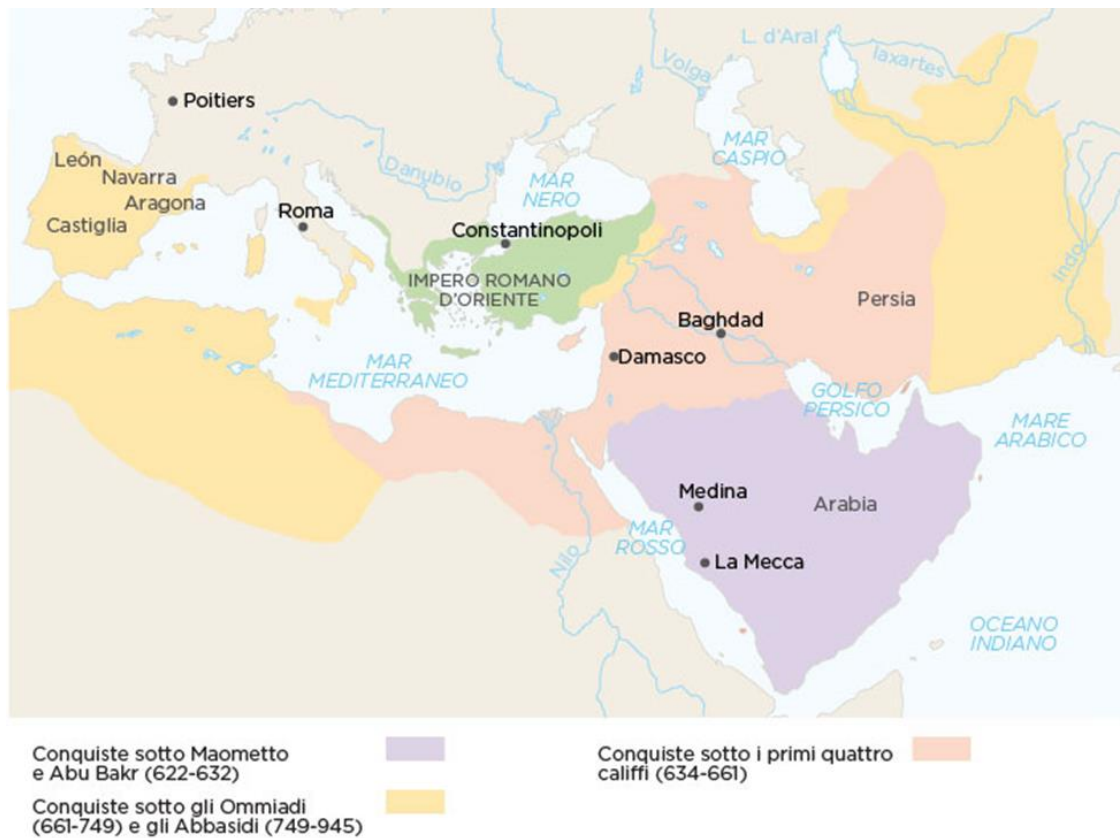 L. d'Aral
Iaxartes
Volga
Poitiers
MAR
CASPIO
León
Navarra
Aragona
Castiglia
Danubio
MAR
NERO
Roma
Constantinopoli
Indo
IMPERO ROMANO
D'ORIENTE
Persia
Baghdad
Damasco
MAR
MEDITERRANEO
GOLFO
PERSICO
MARE
ARABICO
Medina
Arabia
MAR
ROSSO
La Mecca
Nilo
OCEANO
INDIANO
Conquiste sotto Maometto
e Abu Bakr (622-632)
Conquiste sotto i primi quattro
califfi (634-661)
Conquiste sotto gli Ommiadi
(661-749) e gli Abbasidi (749-945)